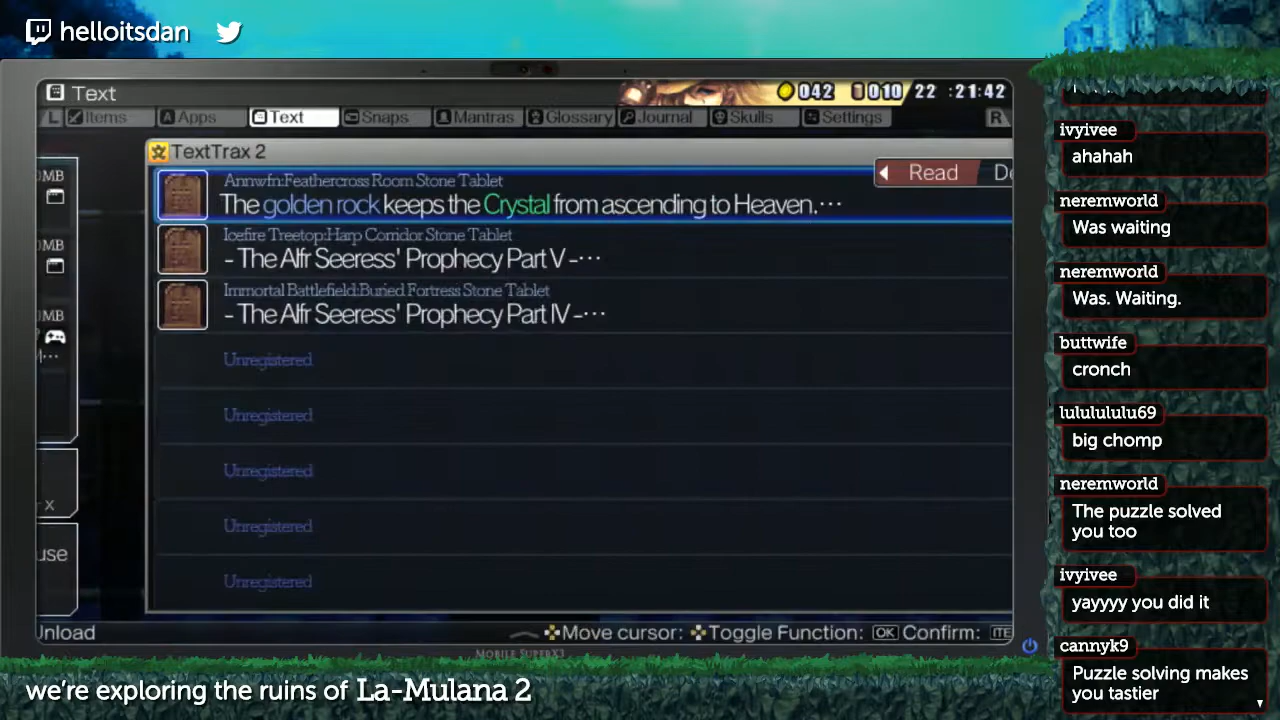 helloitsdan
Text
042 010 22 :21:42
L Items Apps Text Snaps Mantras Glossary Journal Skulls Settings R
TextTrax 2
Read
Annwfn:Feathercross Room Stone Tablet
The golden rock keeps the Crystal from ascending to Heaven.…
Icefire Treetop:Harp Corridor Stone Tablet
- The Alfr Seeress' Prophecy Part V -…
Immortal Battlefield:Buried Fortress Stone Tablet
- The Alfr Seeress' Prophecy Part IV -…
Unregistered
Unregistered
Unregistered
Unregistered
Unregistered
Move cursor: Toggle Function: OK Confirm:
MOBILE SUPERX3
we're exploring the ruins of La-Mulana 2
ivyivee
ahahah
neremworld
Was waiting
neremworld
Was. Waiting.
buttwife
cronch
lululululu69
big chomp
neremworld
The puzzle solved
you too
ivyivee
yayyyy you did it
cannyk9
Puzzle solving makes
you tastier